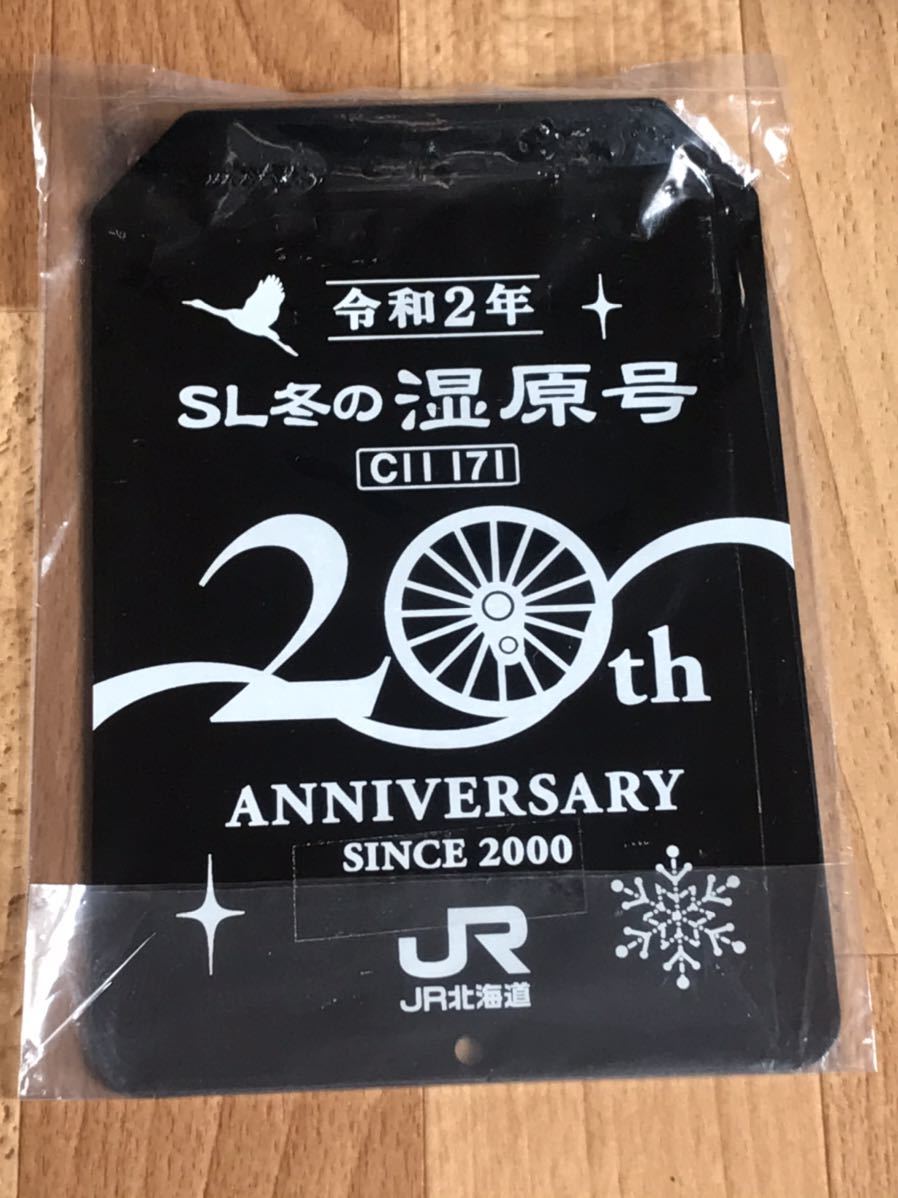 令和2年
SL冬の湿原号
C11 171
20th
ANNIVERSARY
SINCE 2000
JR
JR北海道